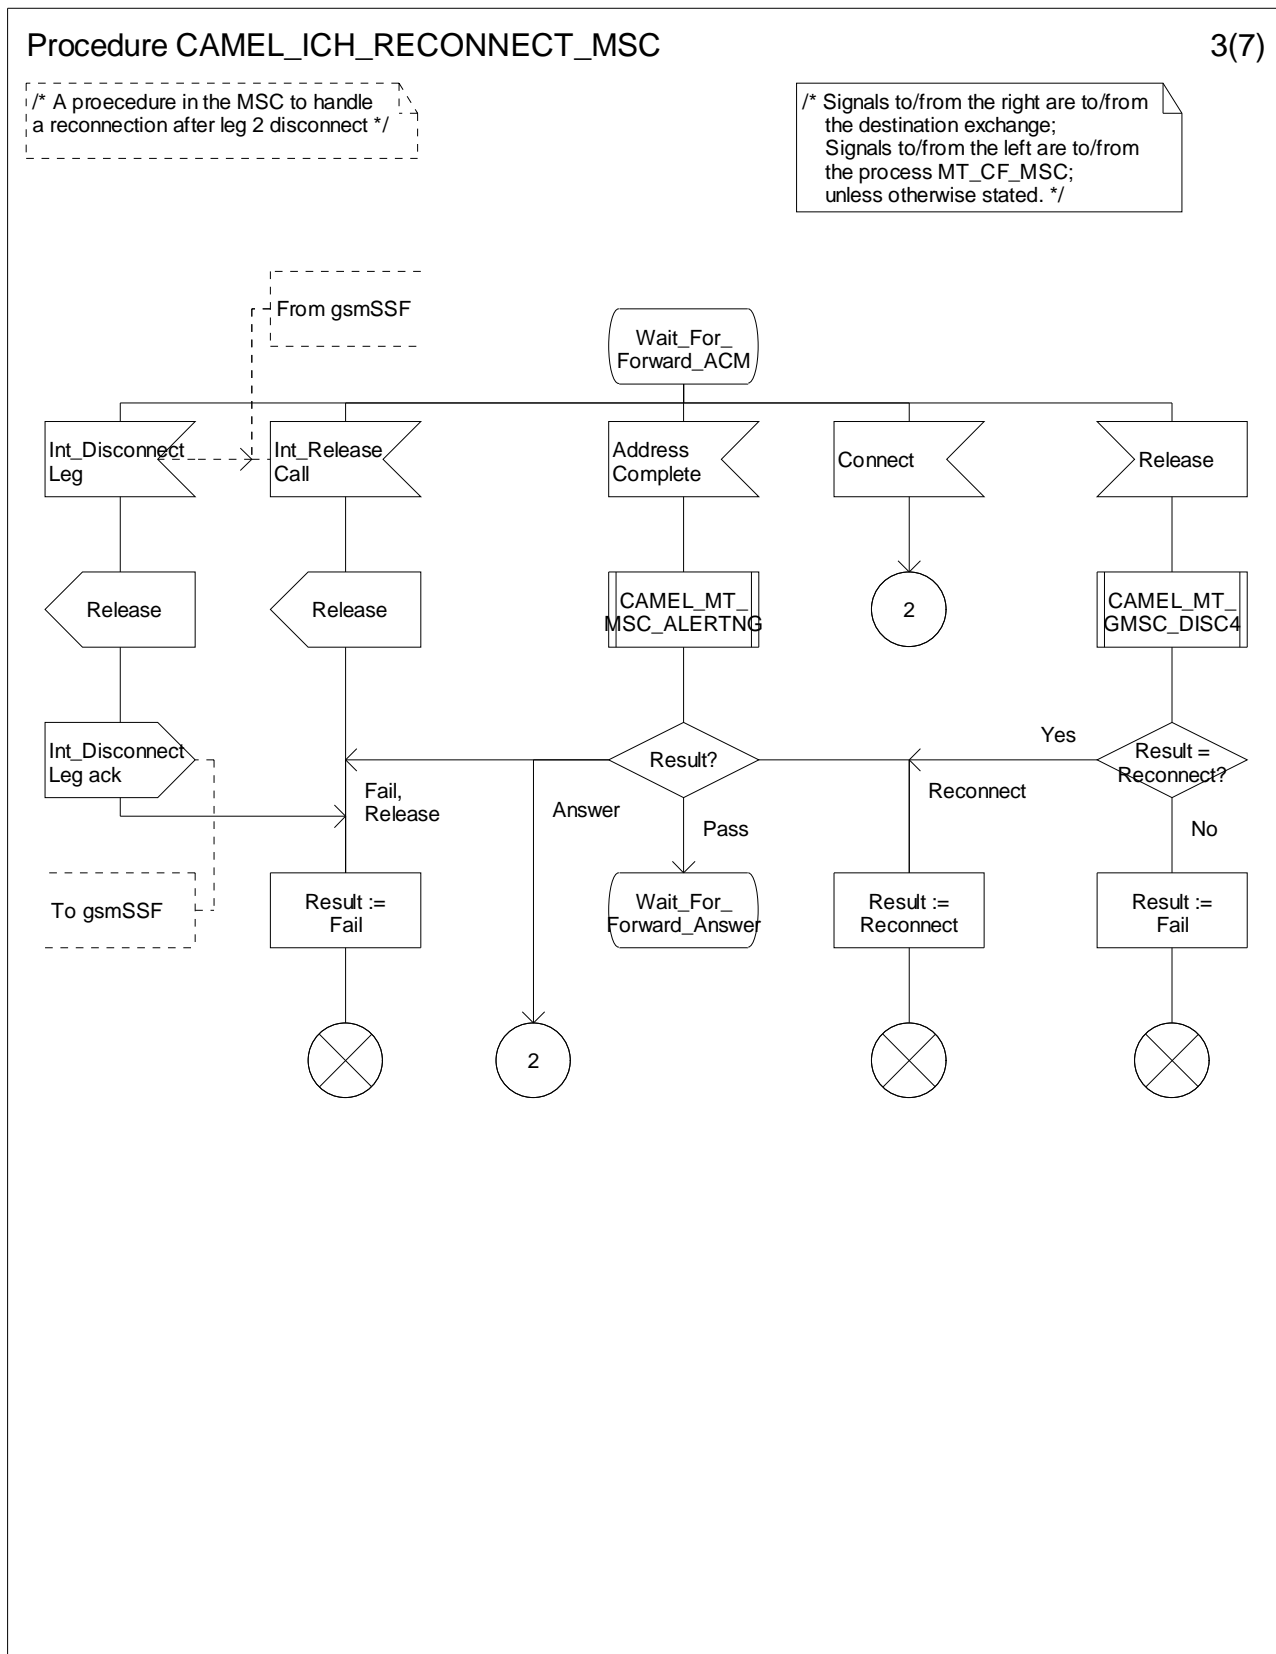 Procedure CAMEL_ICH_RECONNECT_MSC
3(7)
/* A proecedure in the MSC to handle
a reconnection after leg 2 disconnect */
/* Signals to/from the right are to/from
the destination exchange;
Signals to/from the left are to/from
the process MT_CF_MSC;
unless otherwise stated. */
From gsmSSF
Wait_For_
Forward_ACM
Int_Disconnect
Leg
Int_Release
Call
Address
Complete
Connect
Release
Release
Release
CAMEL_MT_
MSC_ALERTNG
2
CAMEL_MT_
GMSC_DISC4
Int_Disconnect
Leg ack
Result?
Yes
Result =
Reconnect?
Fail,
Release
Answer
Reconnect
Pass
No
To gsmSSF
Result :=
Fail
Wait_For_
Forward_Answer
Result :=
Reconnect
Result :=
Fail
2